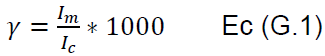 γ = I_m / I_c * 1000 Ec (G.1)